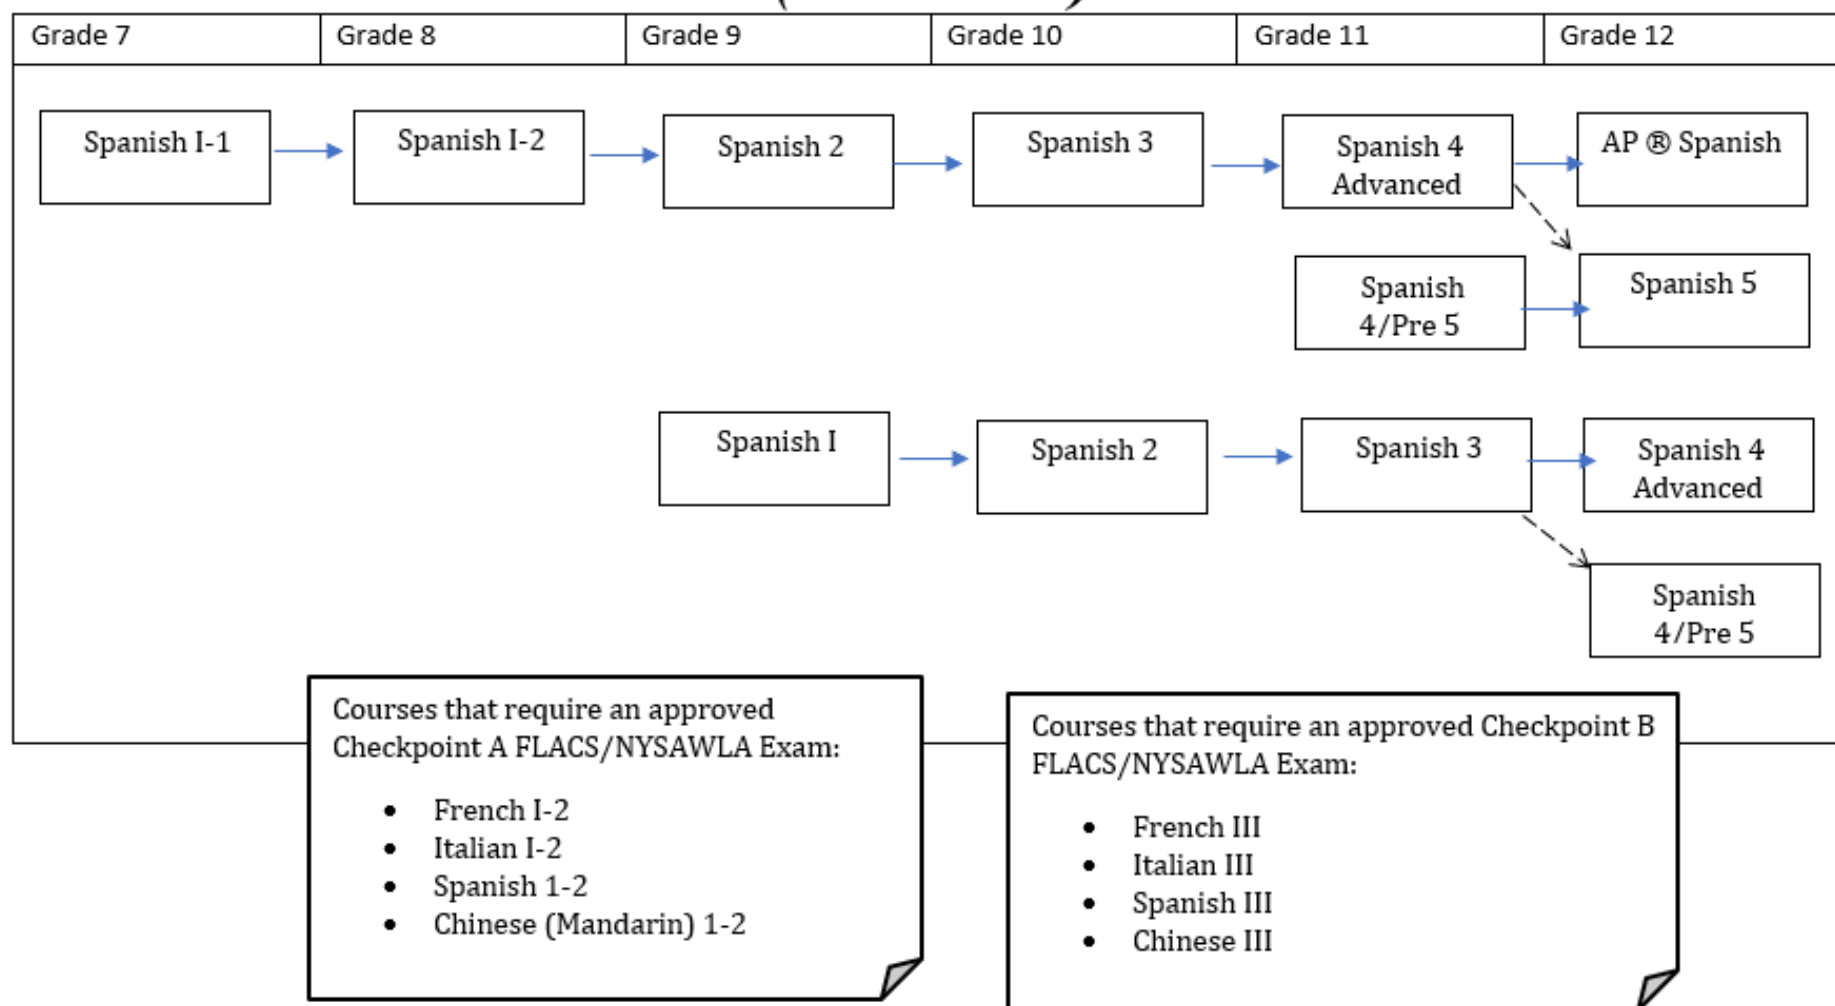 Grade 7
Grade 8
Grade 9
Grade 10
Grade 11
Grade 12
Spanish I-1
Spanish I-2
Spanish 2
Spanish 3
Spanish 4
Advanced
AP ® Spanish
Spanish
4/Pre 5
Spanish 5
Spanish I
Spanish 2
Spanish 3
Spanish 4
Advanced
Spanish
4/Pre 5
Courses that require an approved
Checkpoint A FLACS/NYSAWLA Exam:
• French I-2
• Italian I-2
• Spanish 1-2
• Chinese (Mandarin) 1-2
Courses that require an approved Checkpoint B
FLACS/NYSAWLA Exam:
• French III
• Italian III
• Spanish III
• Chinese III